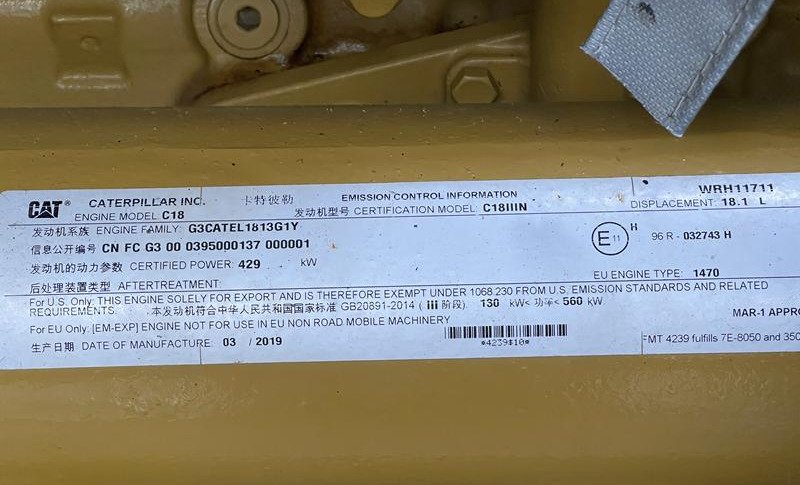 CAT® CATERPILLAR INC. 卡特彼勒 EMISSION CONTROL INFORMATION WRH11711
ENGINE MODEL C18 发动机型号 CERTIFICATION MODEL C18IIIN DISPLACEMENT: 18.1 L
发动机系族 ENGINE FAMILY: G3CATEL1813G1Y
信息公开编号 CN FC G3 00 0395000137 000001
E11 H 96 R - 032743 H
发动机的动力参数 CERTIFIED POWER: 429 kW
EU ENGINE TYPE: 1470
后处理装置类型 AFTERTREATMENT:
For U.S. Only: THIS ENGINE SOLELY FOR EXPORT AND IS THEREFORE EXEMPT UNDER 1068.230 FROM U.S. EMISSION STANDARDS AND RELATED
REQUIREMENTS. 本发动机符合中华人民共和国国家标准 GB20891-2014 ( iii 阶段). 130 kW< 功率< 560 kW
MAR-1 APPRO
For EU Only: [EM-EXP] ENGINE NOT FOR USE IN EU NON ROAD MOBILE MACHINERY
生产日期 DATE OF MANUFACTURE: 03 / 2019
*4239$10*
FMT 4239 fulfills 7E-8050 and 350